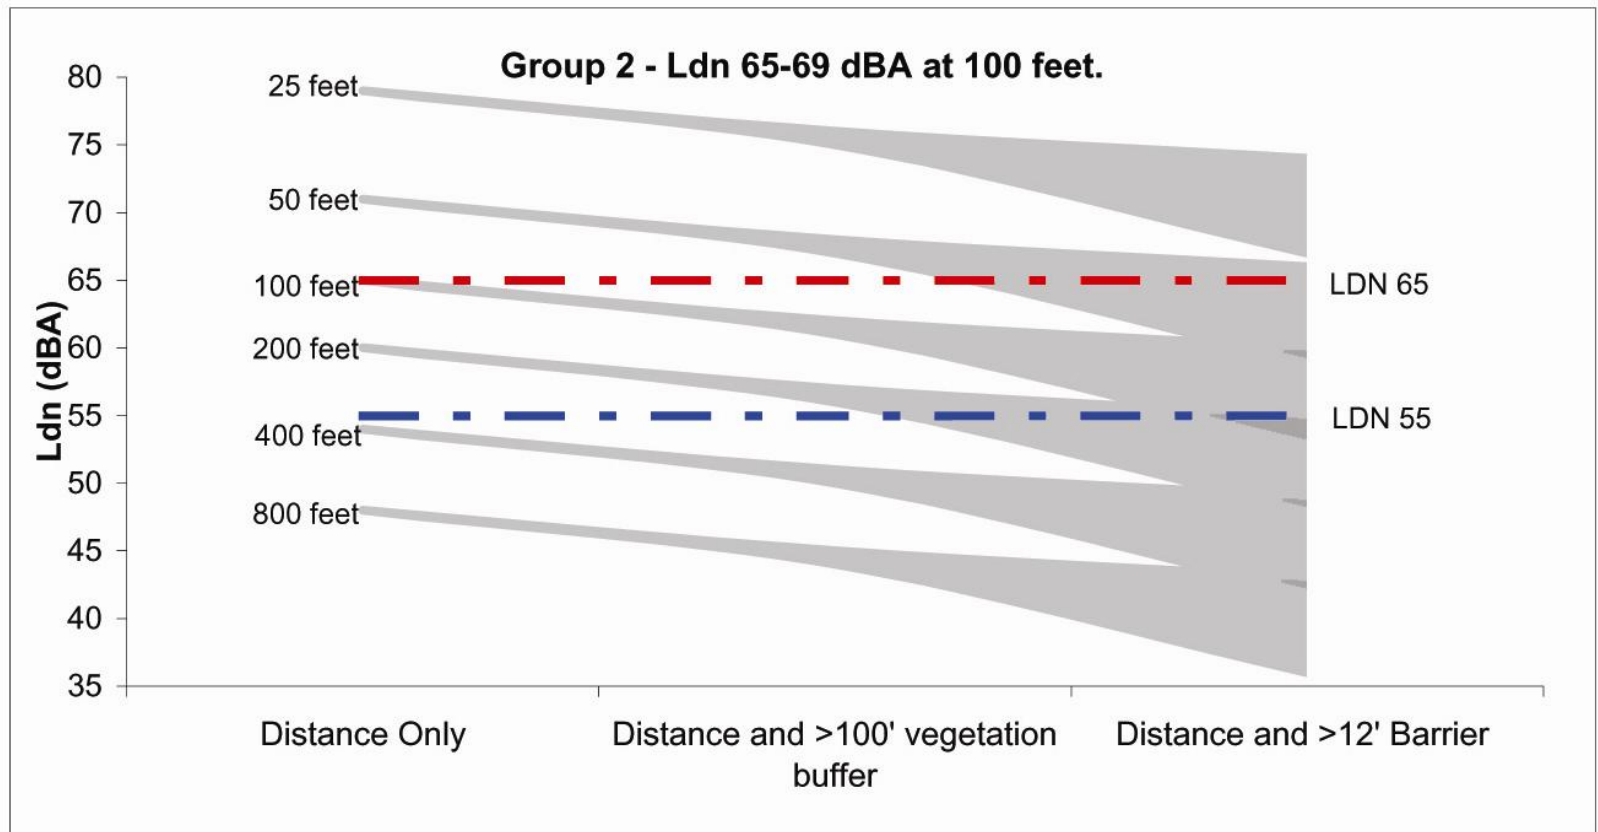 Group 2 - Ldn 65-69 dBA at 100 feet.
Ldn (dBA)
80
75
70
65
60
55
50
45
40
35
25 feet
50 feet
100 feet
200 feet
400 feet
800 feet
LDN 65
LDN 55
Distance Only
Distance and >100' vegetation
buffer
Distance and >12' Barrier